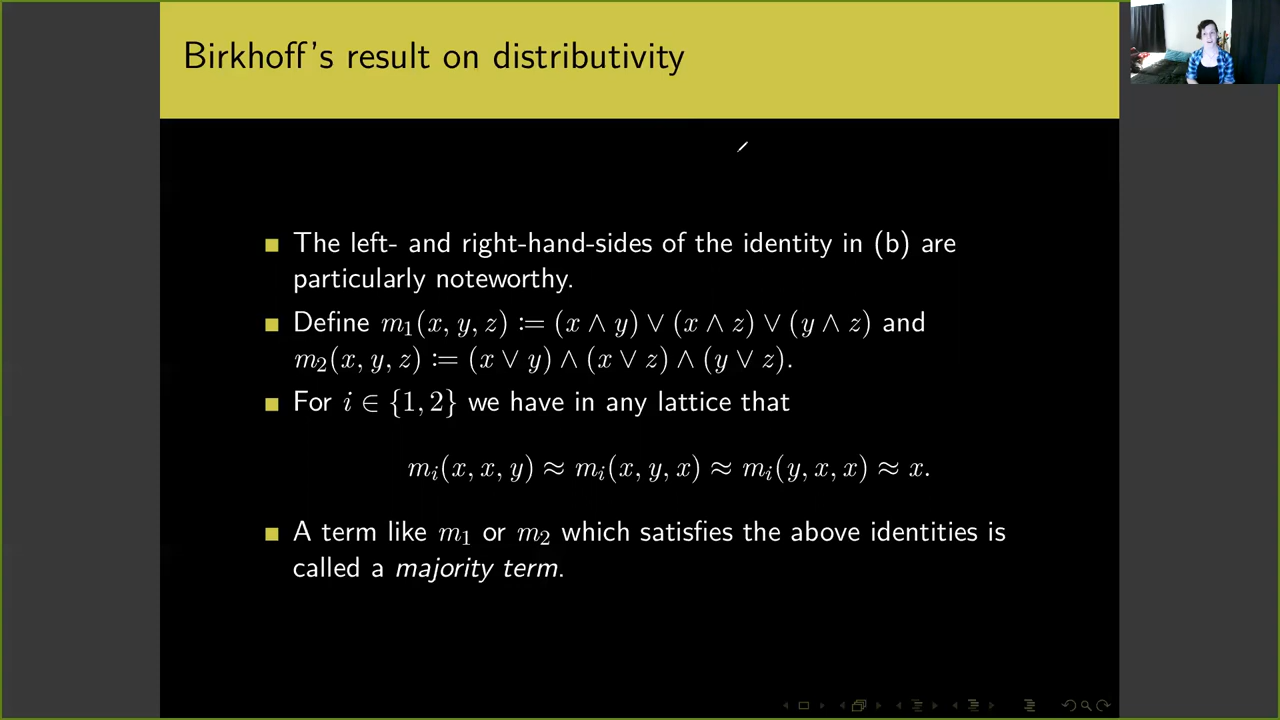 Birkhoff's result on distributivity
The left- and right-hand-sides of the identity in (b) are
particularly noteworthy.
Define m₁(x, y, z) := (x ∧ y) ∨ (x ∧ z) ∨ (y ∧ z) and
m₂(x, y, z) := (x ∨ y) ∧ (x ∨ z) ∧ (y ∨ z).
For i ∈ {1, 2} we have in any lattice that
mᵢ(x, x, y) ≈ mᵢ(x, y, x) ≈ mᵢ(y, x, x) ≈ x.
A term like m₁ or m₂ which satisfies the above identities is
called a majority term.